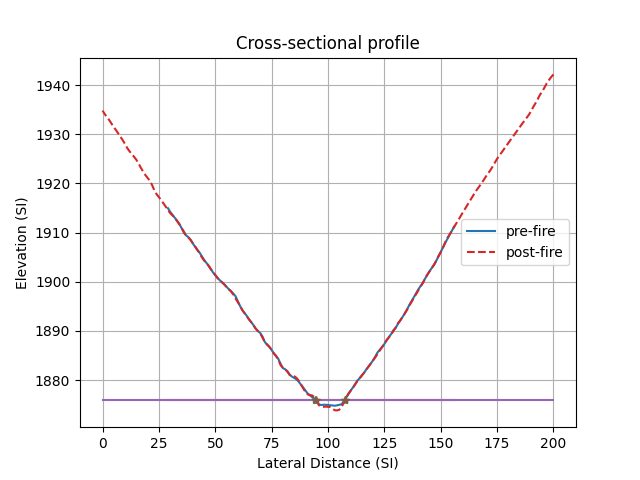 Cross-sectional profile
1940
1930
1920
1910
1900
1890
1880
Elevation (SI)
pre-fire
post-fire
0 25 50 75 100 125 150 175 200
Lateral Distance (SI)